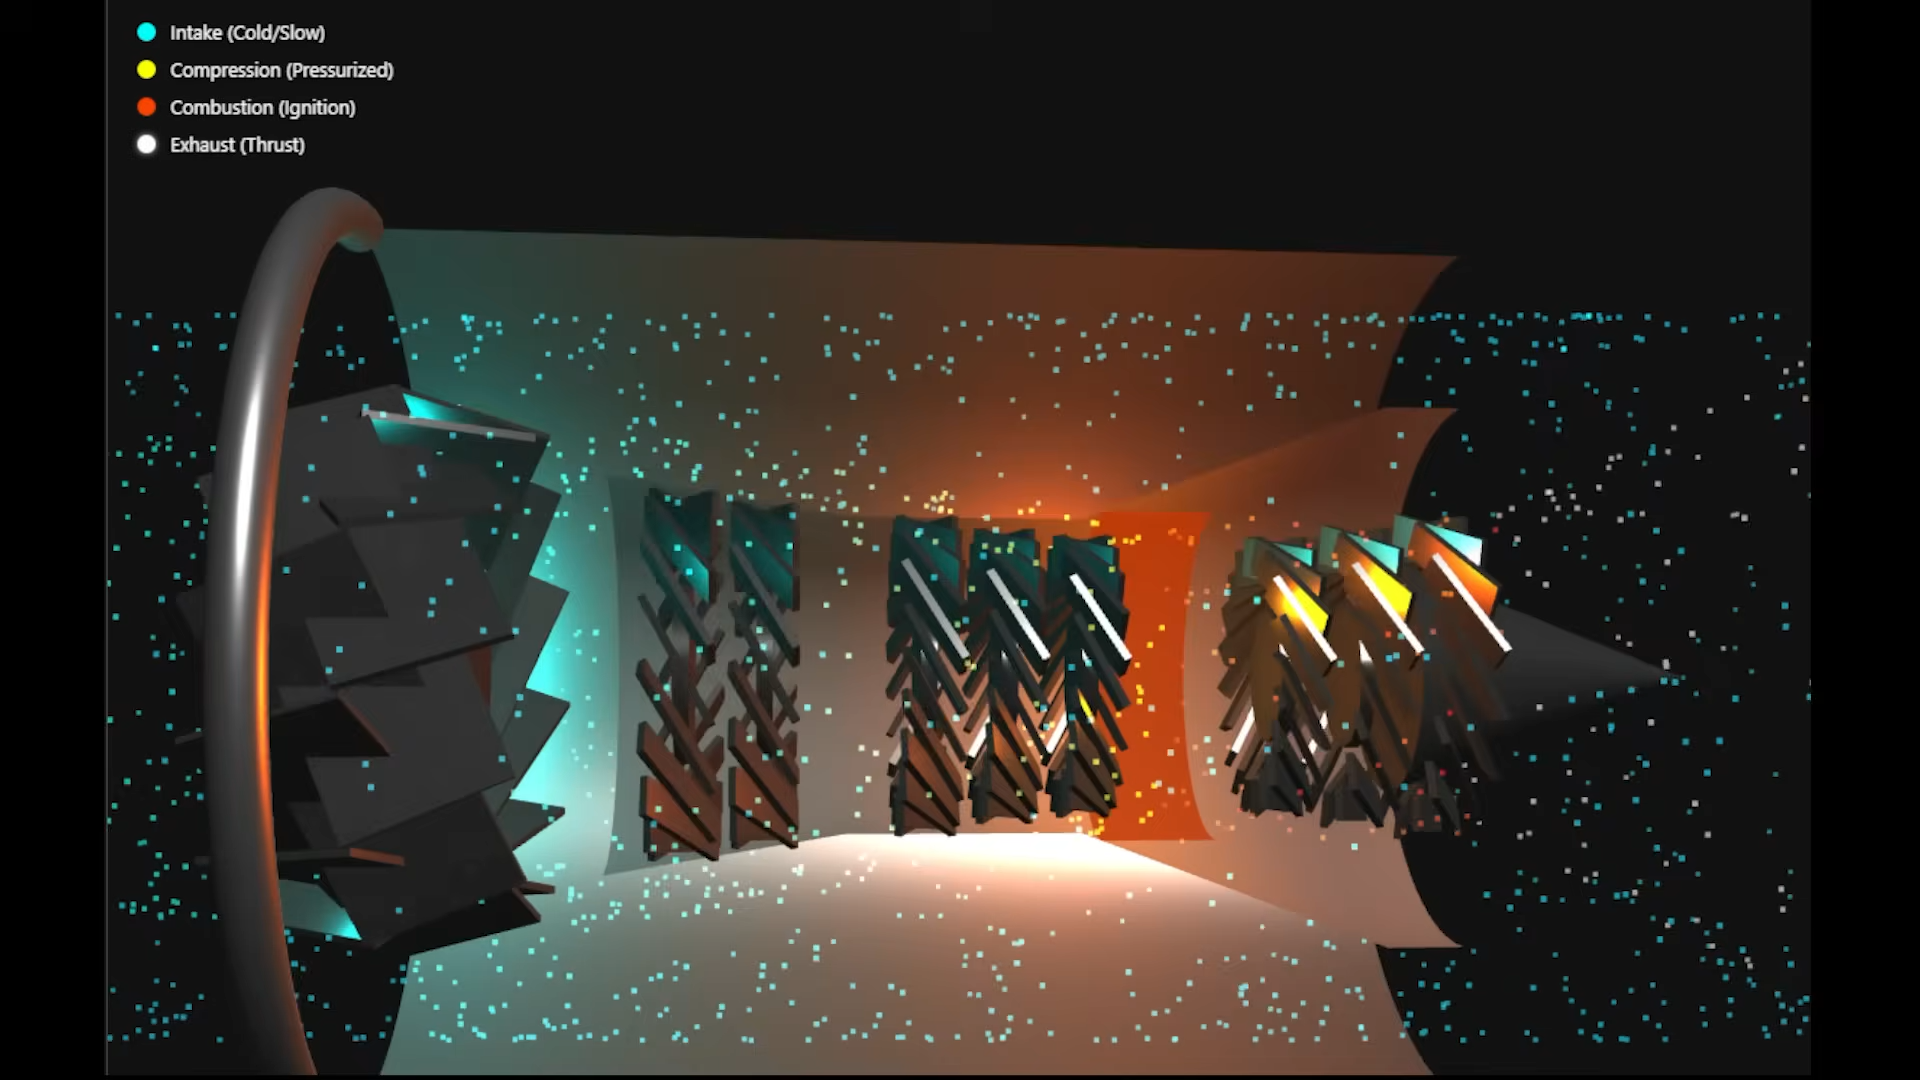 Intake (Cold/Slow)
Compression (Pressurized)
Combustion (Ignition)
Exhaust (Thrust)